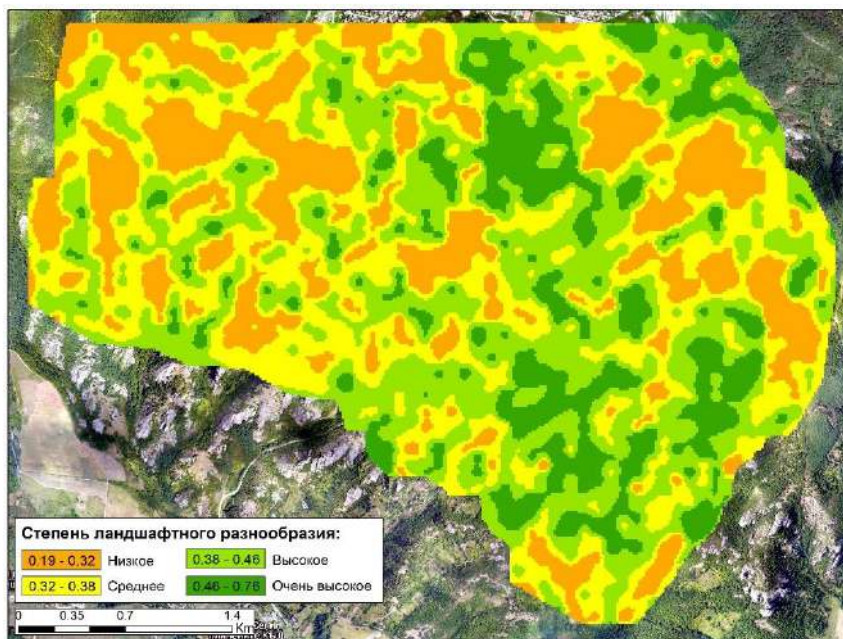 Степень ландшафтного разнообразия:
0.19 - 0.32 Низкое 0.38 - 0.46 Высокое
0.32 - 0.38 Среднее 0.46 - 0.76 Очень высокое
0 0.35 0.7 1.4
Km